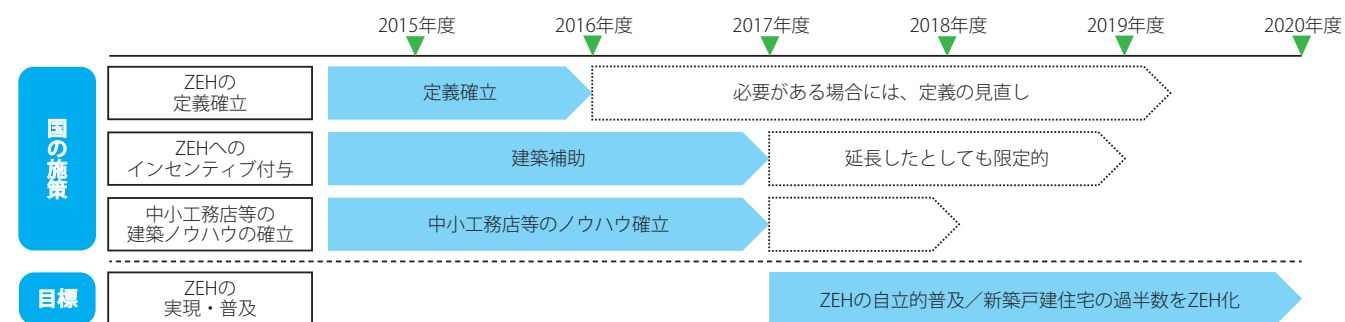 2015年度 2016年度 2017年度 2018年度 2019年度 2020年度
国の施策
ZEHの
定義確立
定義確立
必要がある場合には、定義の見直し
ZEHへの
インセンティブ付与
建築補助
延長したとしても限定的
中小工務店等の
建築ノウハウの確立
中小工務店等のノウハウ確立
目標
ZEHの
実現・普及
ZEHの自立的普及／新築戸建住宅の過半数をZEH化